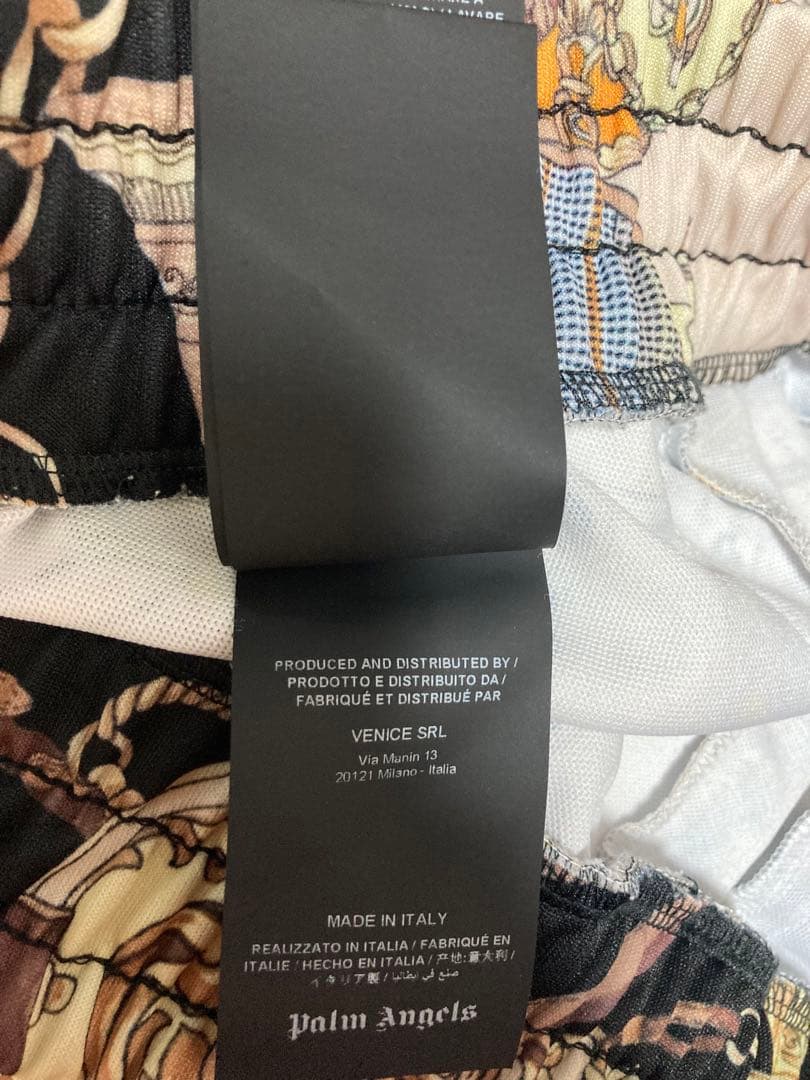 PRODUCED AND DISTRIBUTED BY /
PRODOTTO E DISTRIBUITO DA /
FABRIQUÉ ET DISTRIBUÉ PAR
VENICE SRL
Via Manin 13
20121 Milano - Italia
MADE IN ITALY
REALIZZATO IN ITALIA / FABRIQUÉ EN
ITALIE / HECHO EN ITALIA / 产地:意大利 /
イタリア製 / صنع في إيطاليا /
Palm Angels